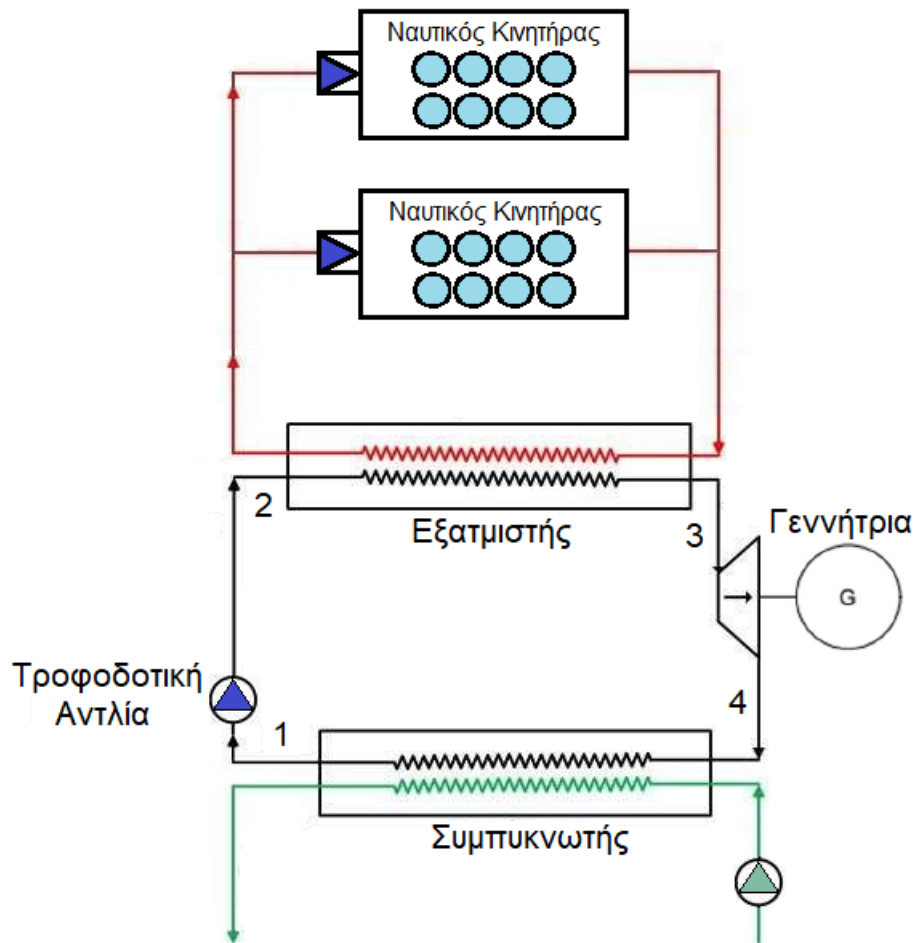 Ναυτικός Κινητήρας
Ναυτικός Κινητήρας
2
Εξατμιστής
3
Γεννήτρια
G
Τροφοδοτική
Αντλία
1
4
Συμπυκνωτής